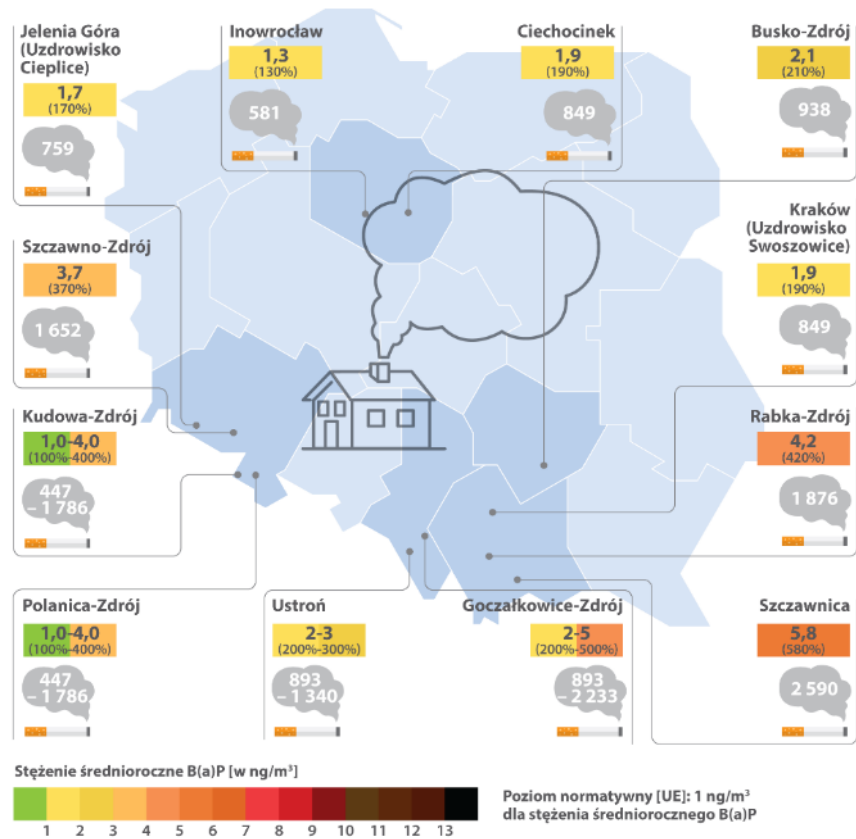 Jelenia Góra
(Uzdrowisko
Cieplice)
1,7
(170%)
759
Inowrocław
1,3
(130%)
581
Ciechocinek
1,9
(190%)
849
Busko-Zdrój
2,1
(210%)
938
Szczawno-Zdrój
3,7
(370%)
1 652
Kraków
(Uzdrowisko
Swoszowice)
1,9
(190%)
849
Kudowa-Zdrój
1,0-4,0
(100%-400%)
447
– 1 786
Rabka-Zdrój
4,2
(420%)
1 876
Polanica-Zdrój
1,0-4,0
(100%-400%)
447
– 1 786
Ustroń
2-3
(200%-300%)
893
– 1 340
Goczałkowice-Zdrój
2-5
(200%-500%)
893
– 2 233
Szczawnica
5,8
(580%)
2 590
Stężenie średnioroczne B(a)P [w ng/m³]
1 2 3 4 5 6 7 8 9 10 11 12 13
Poziom normatywny [UE]: 1 ng/m³
dla stężenia średniorocznego B(a)P